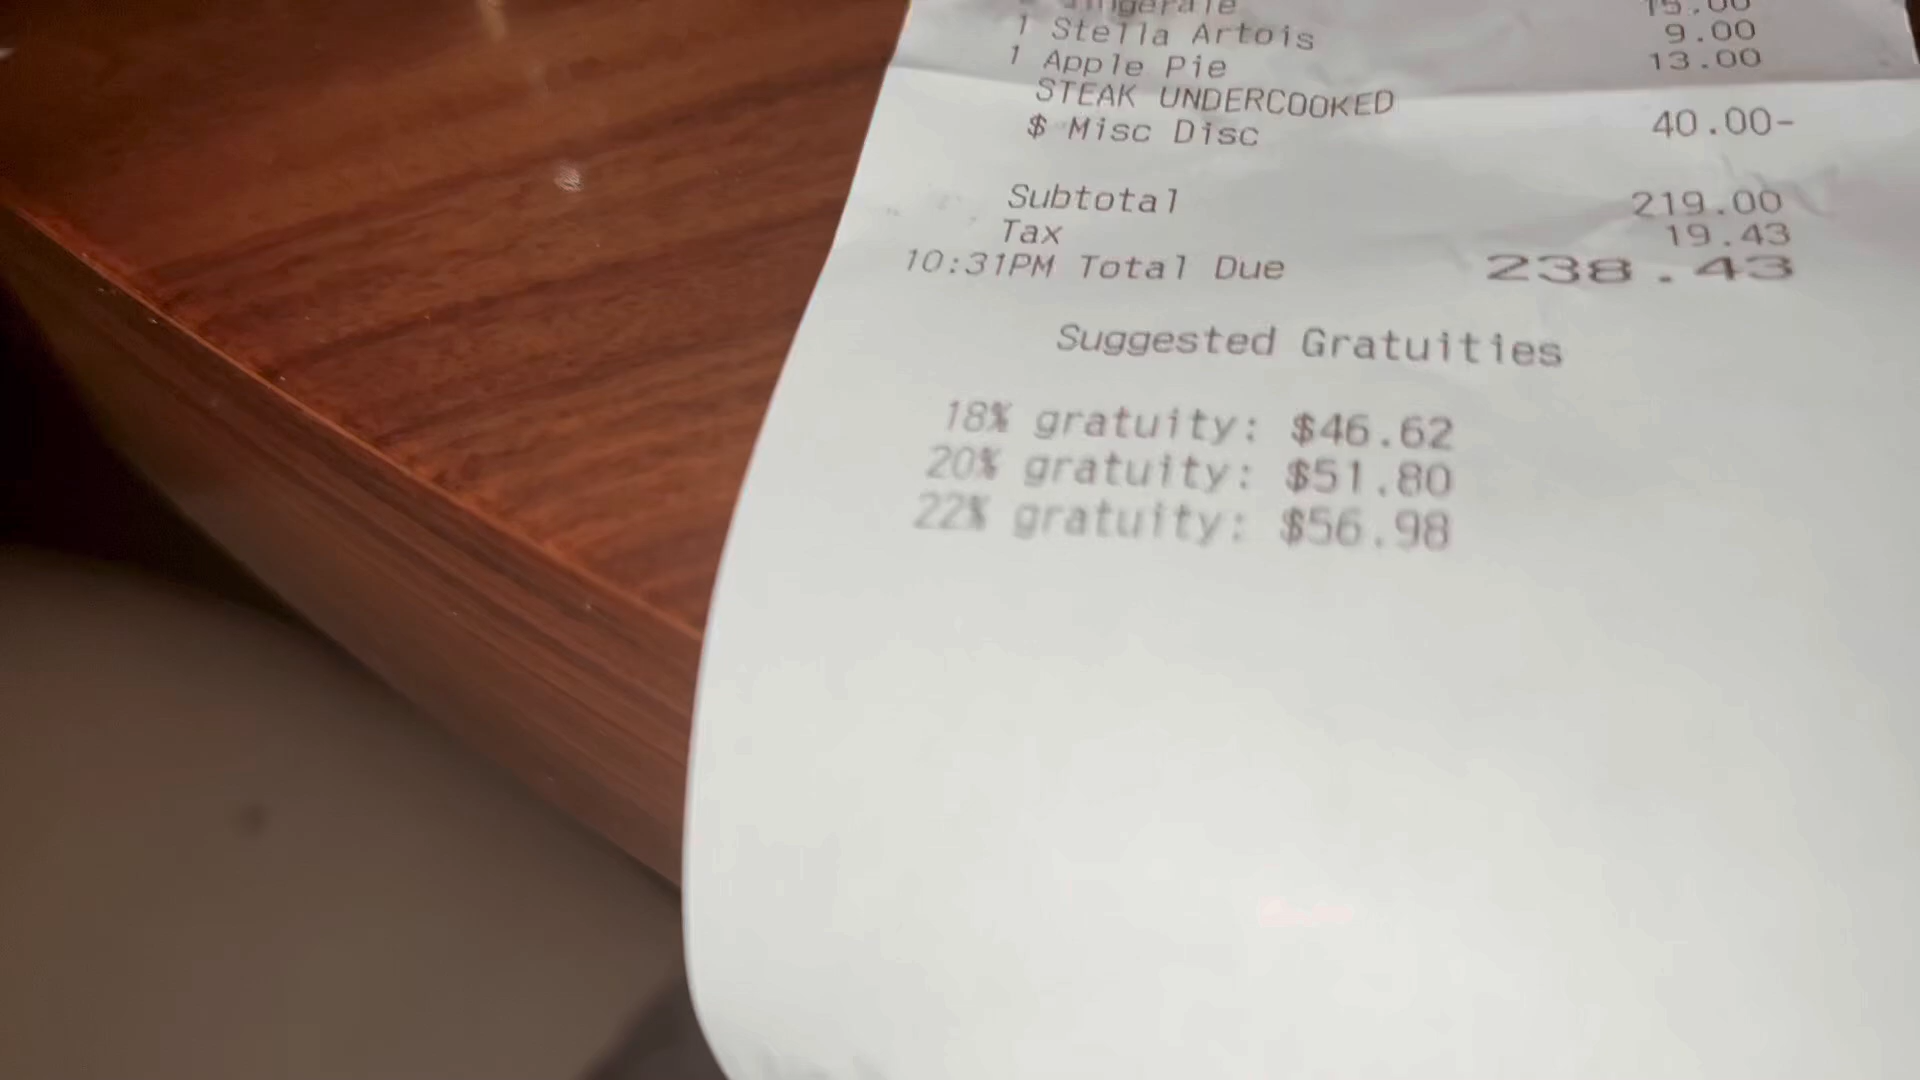 15.00
1 Stella Artois 9.00
1 Apple Pie 13.00
STEAK UNDERCOOKED
$ Misc Disc 40.00-
Subtotal 219.00
Tax 19.43
10:31PM Total Due 238.43
Suggested Gratuities
18% gratuity: $46.62
20% gratuity: $51.80
22% gratuity: $56.98